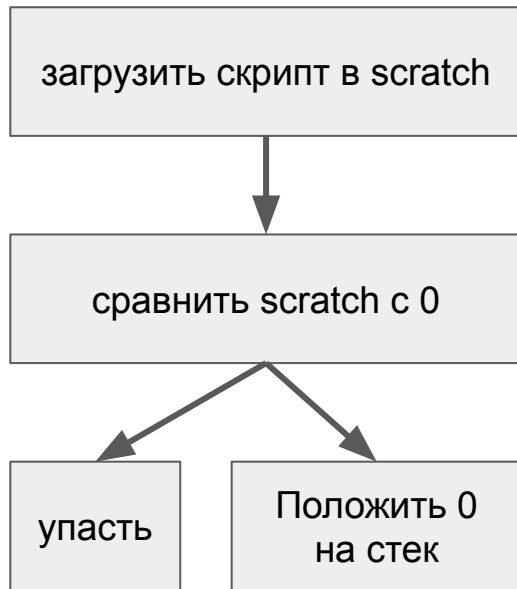 загрузить скрипт в scratch
сравнить scratch с 0
упасть
Положить 0
на стек